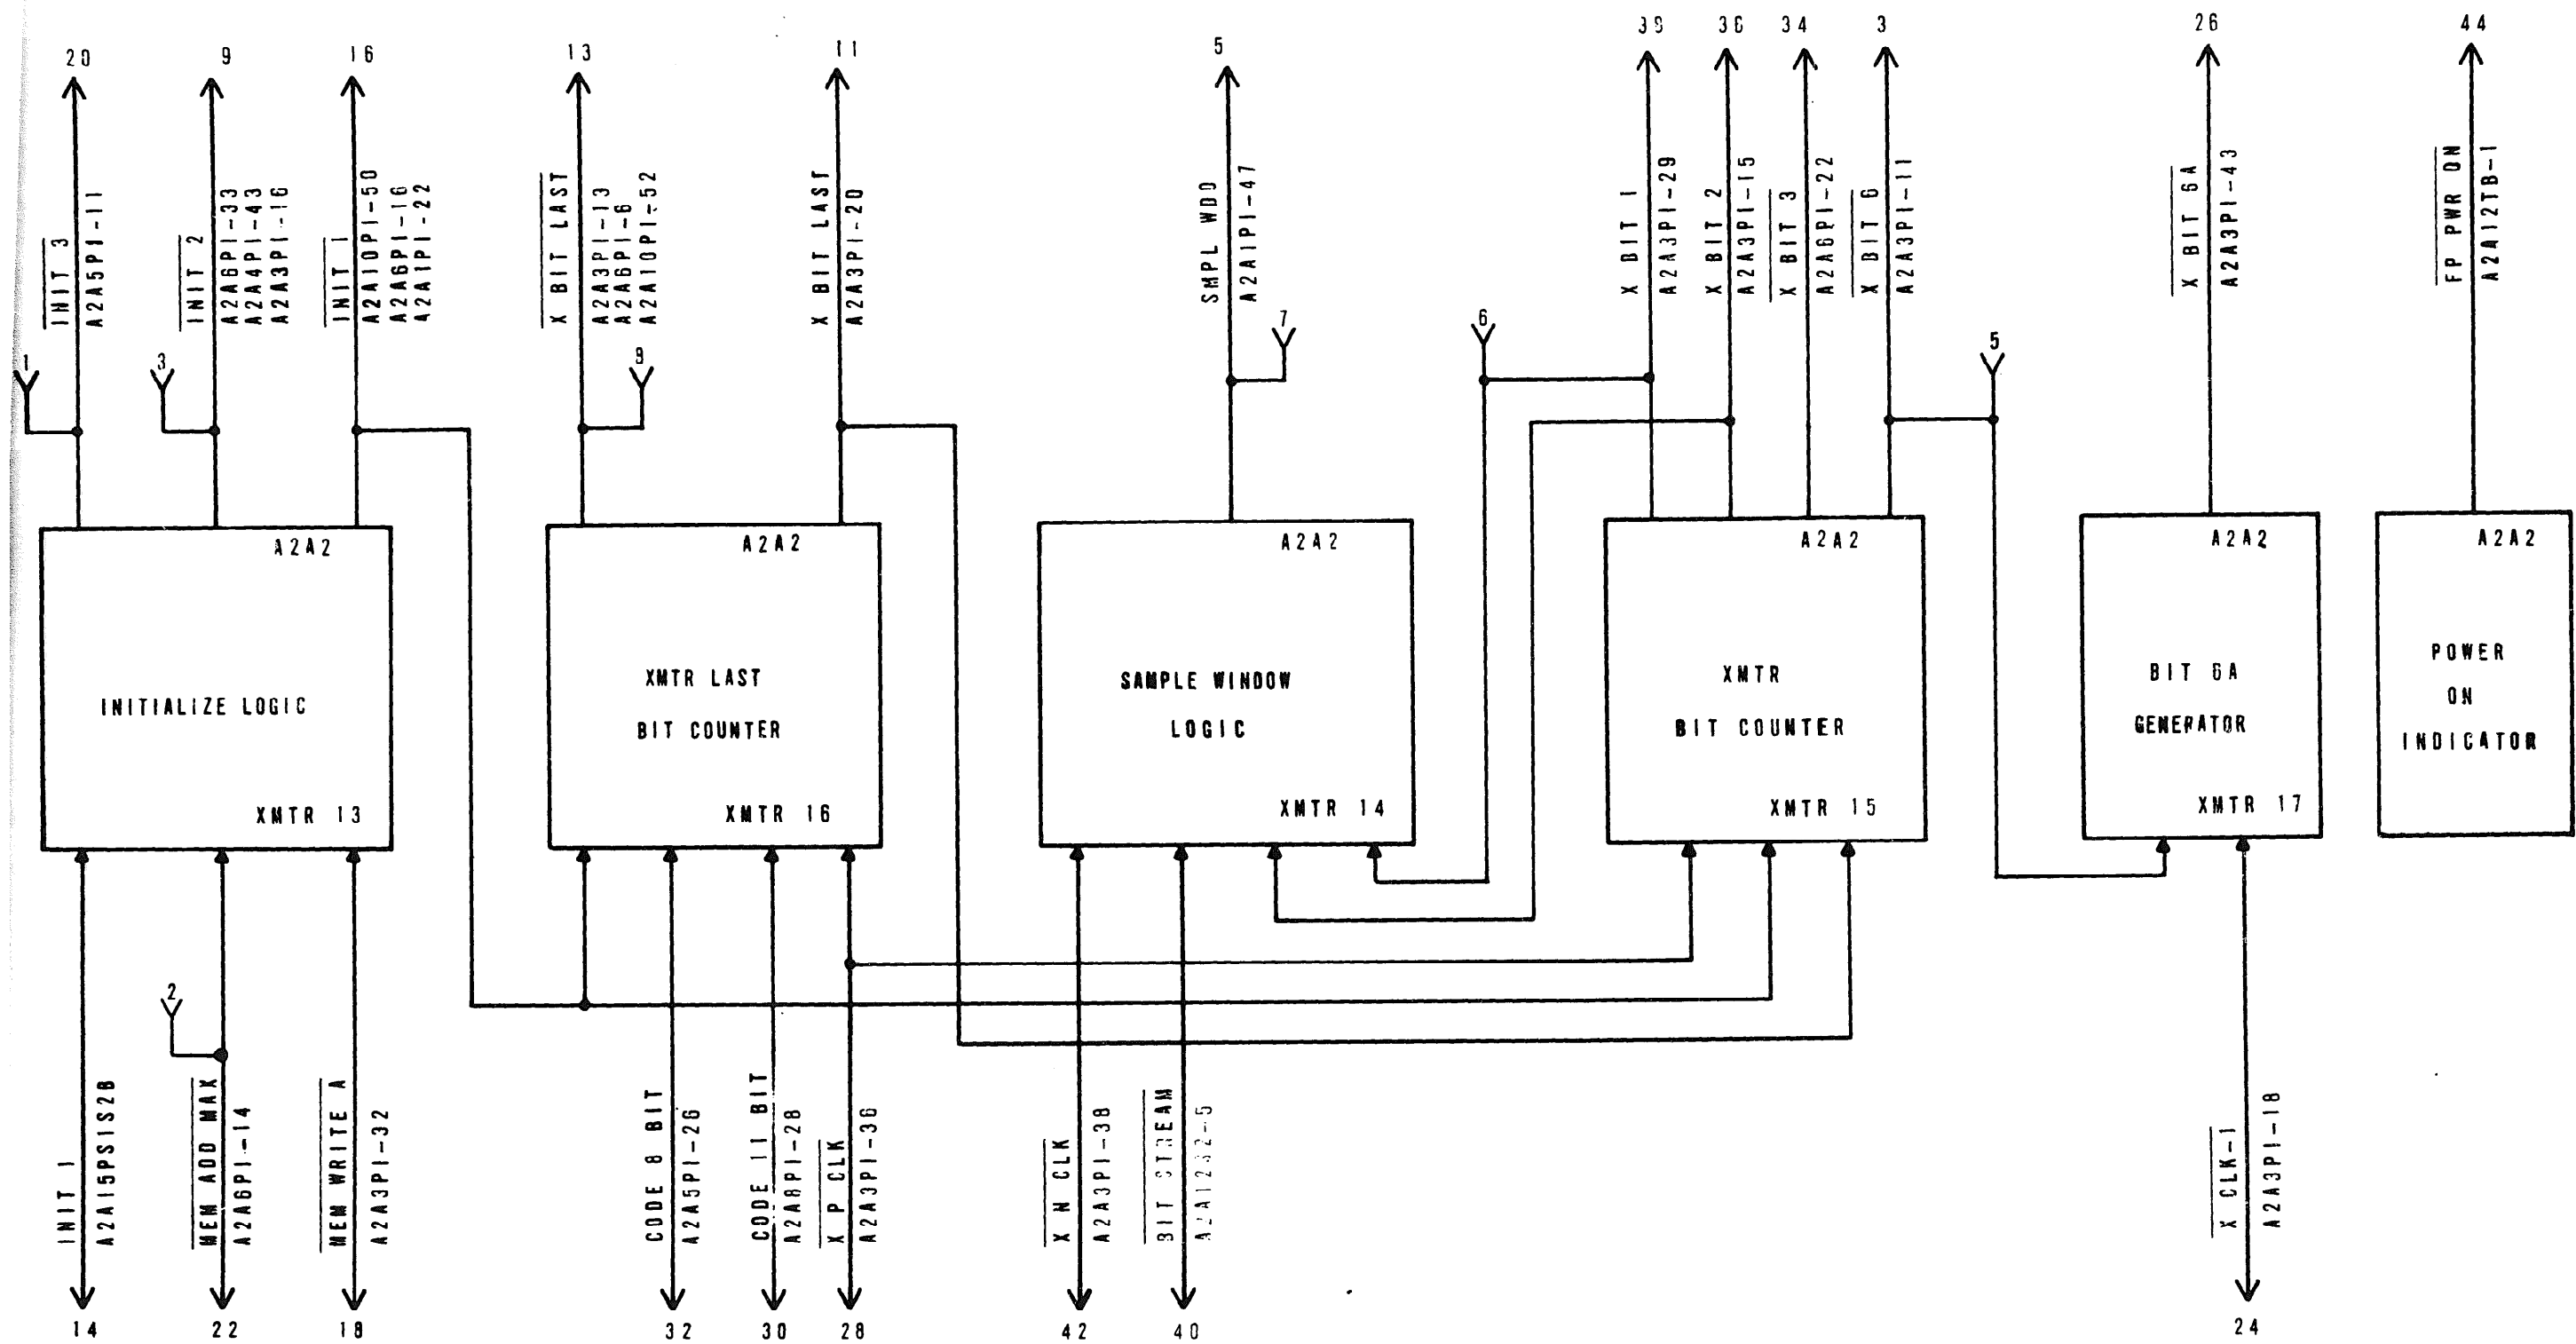 20
9
16
13
11
5
39
36
34
3
26
44
INIT 3
A2A5P1-11
INIT 2
A2A6P1-33
A2A4P1-43
A2A3P1-16
INIT 1
A2A10P1-50
A2A6P1-16
A2A1P1-22
X BIT LAST
A2A3P1-13
A2A6P1-6
A2A10P1-52
X BIT LAST
A2A3P1-20
SMPL WDO
A2A1P1-47
X BIT 1
A2A3P1-29
X BIT 2
A2A3P1-15
X BIT 3
A2A6P1-22
X BIT 6
A2A3P1-11
X BIT 6A
A2A3P1-43
FP PWR ON
A2A12TB-1
1
3
9
7
6
5
A2A2
INITIALIZE LOGIC
XMTR 13
A2A2
XMTR LAST
BIT COUNTER
XMTR 16
A2A2
SAMPLE WINDOW
LOGIC
XMTR 14
A2A2
XMTR
BIT COUNTER
XMTR 15
A2A2
BIT 6A
GENERATOR
XMTR 17
A2A2
POWER
ON
INDICATOR
2
INIT 1
A2A15PS1S2B
MEM ADD MAX
A2A6P1-14
MEM WRITE A
A2A3P1-32
CODE 8 BIT
A2A5P1-26
CODE 11 BIT
A2A8P1-28
X P CLK
A2A3P1-36
X N CLK
A2A3P1-38
BIT STREAM
X CLK-1
A2A3P1-18
14
22
18
32
30
28
42
40
24